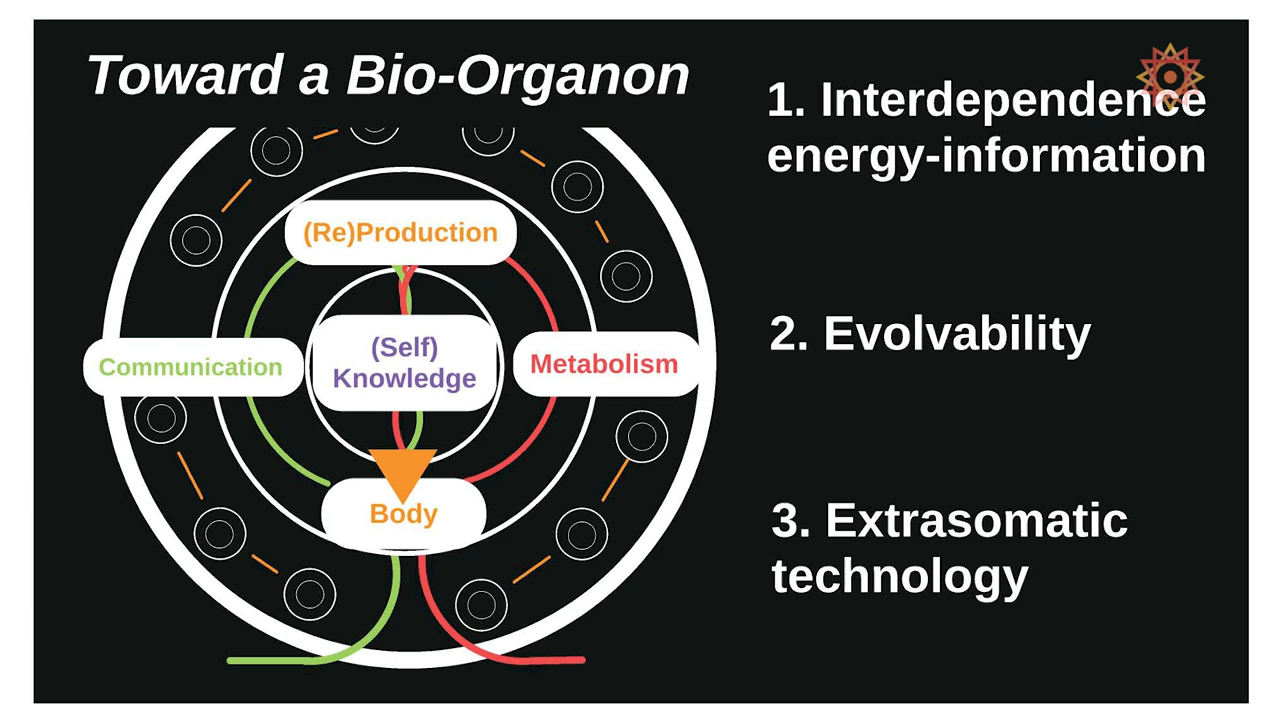 Toward a Bio-Organon
1. Interdependence
energy-information
(Re)Production
2. Evolvability
(Self)
Knowledge
Communication
Metabolism
3. Extrasomatic
technology
Body